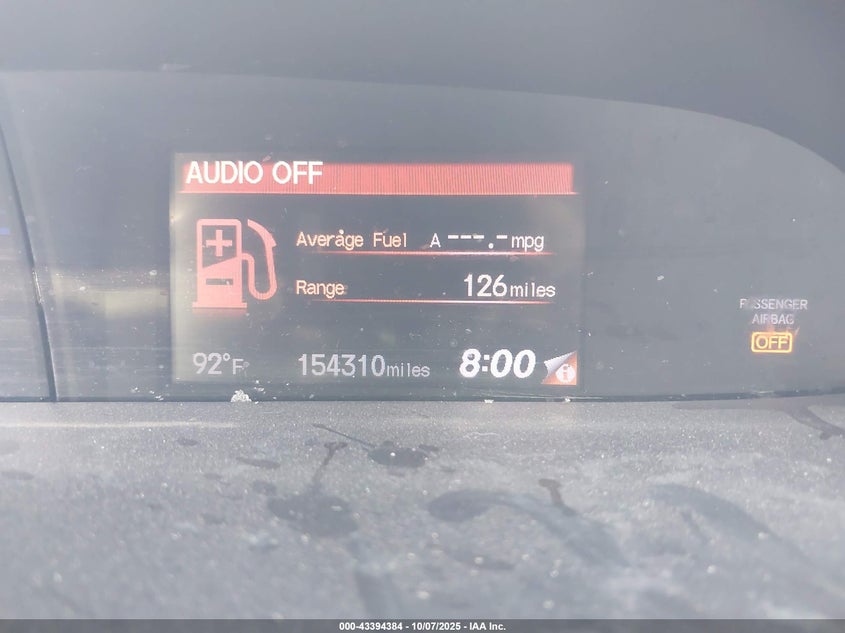 AUDIO OFF
Average Fuel A ---.- mpg
Range 126 miles
92°F 154310 miles 8:00 i
PASSENGER
AIRBAG
OFF
000-43394384 - 10/07/2025 - IAA Inc.